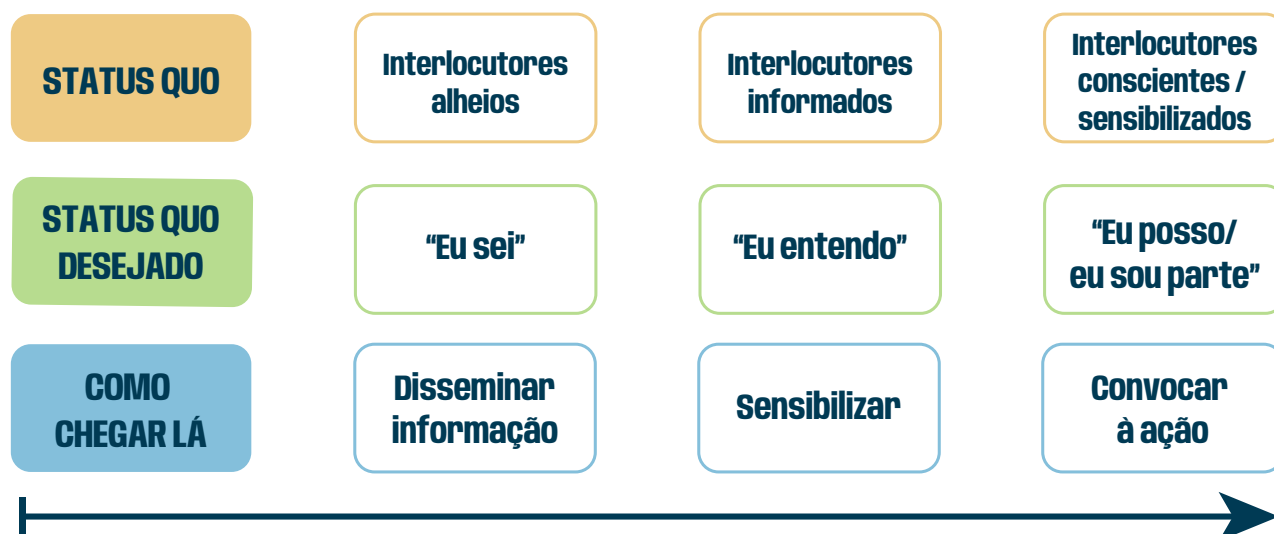 STATUS QUO
Interlocutores
alheios
Interlocutores
informados
Interlocutores
conscientes /
sensibilizados
STATUS QUO
DESEJADO
“Eu sei”
“Eu entendo”
“Eu posso/
eu sou parte”
COMO
CHEGAR LÁ
Disseminar
informação
Sensibilizar
Convocar
à ação